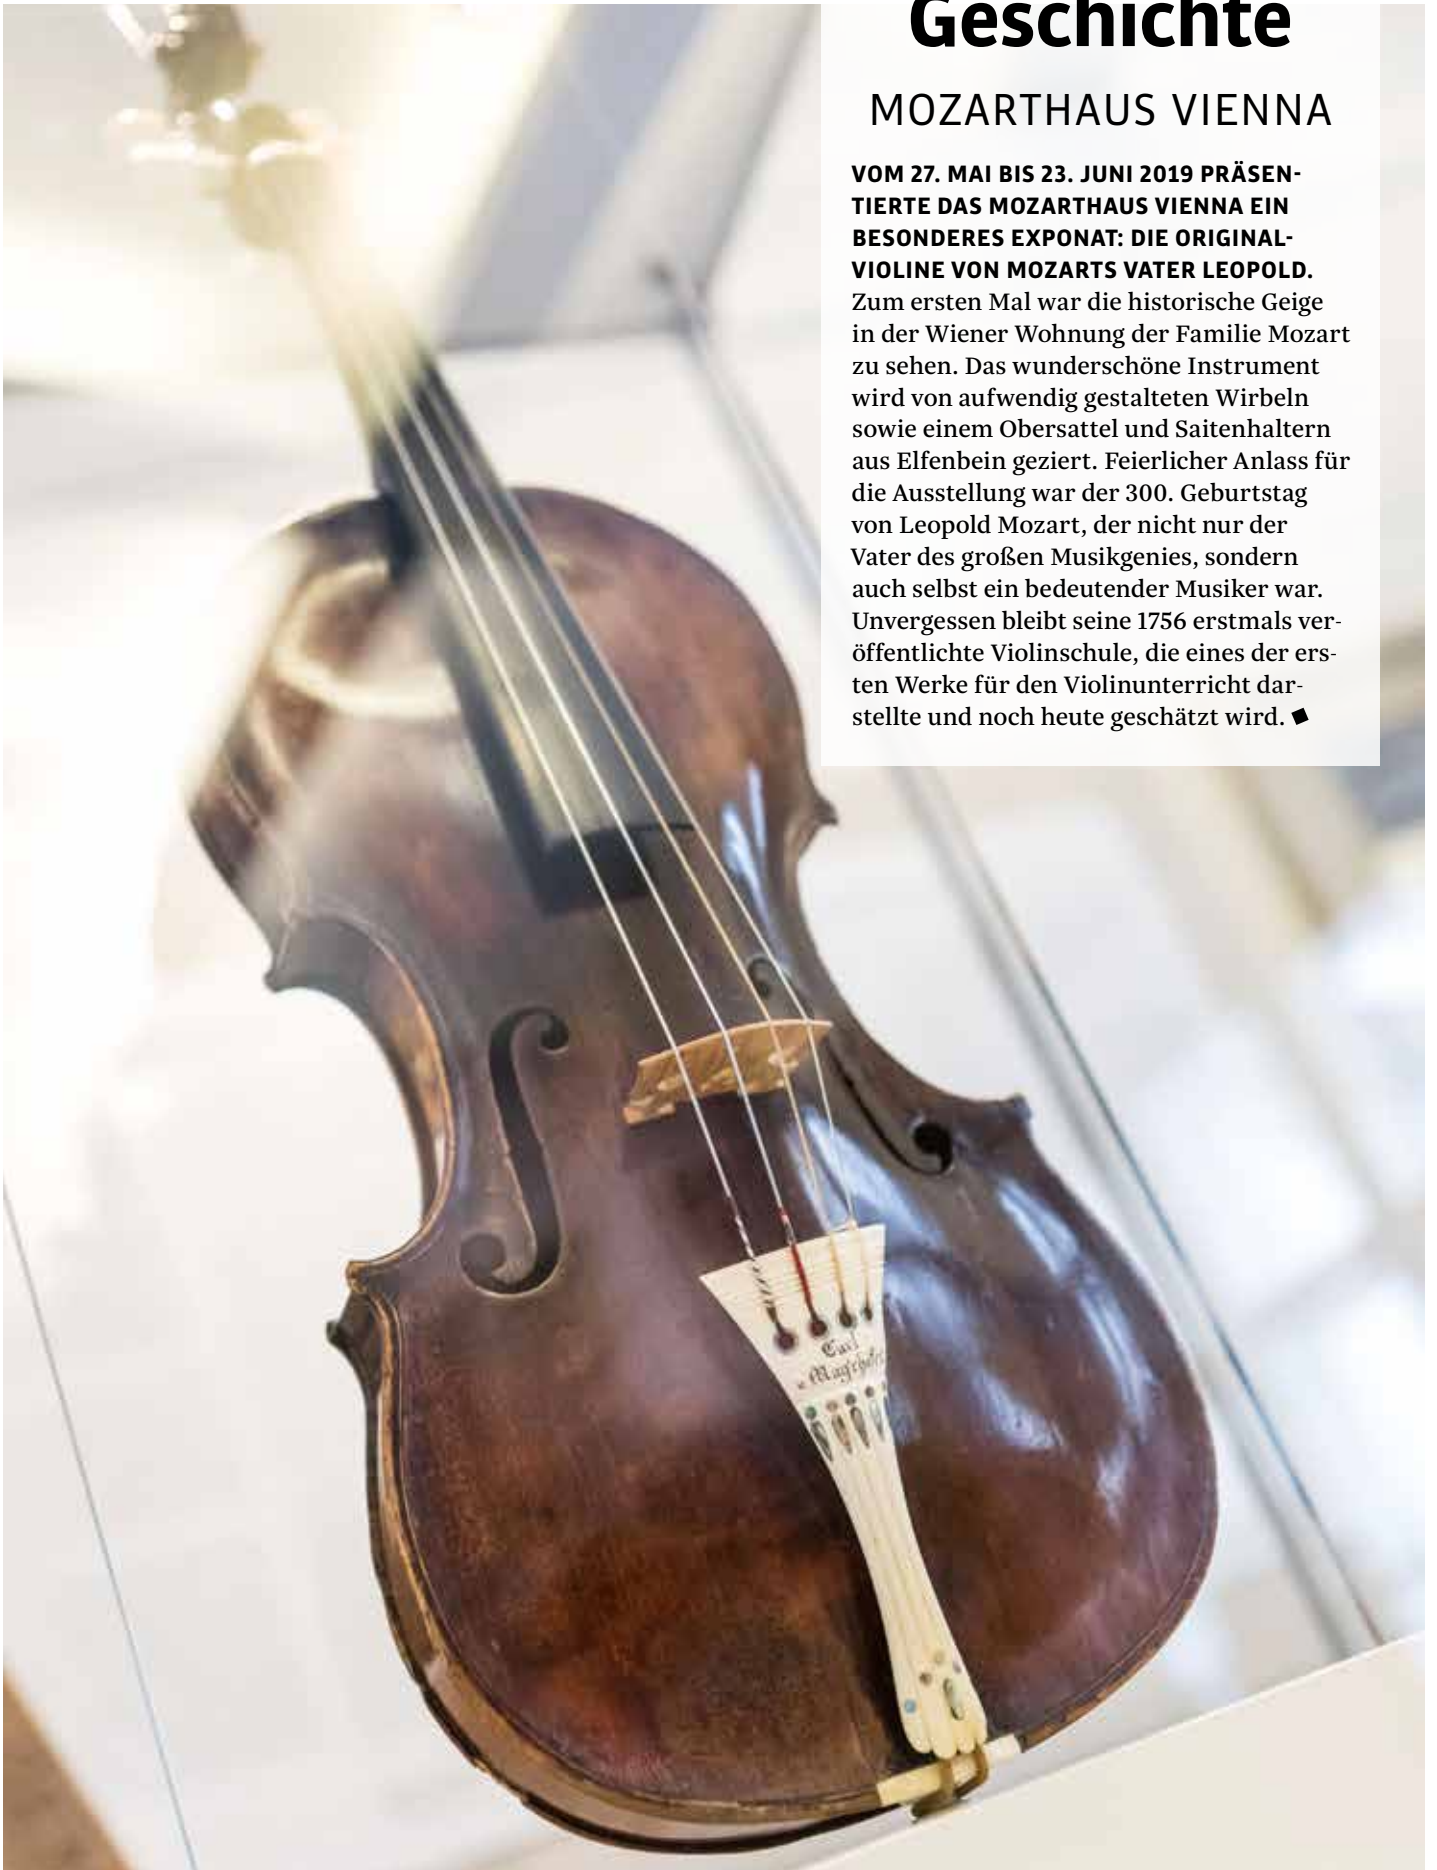 Geschichte
MOZARTHAUS VIENNA
VOM 27. MAI BIS 23. JUNI 2019 PRÄSEN-
TIERTE DAS MOZARTHAUS VIENNA EIN
BESONDERES EXPONAT: DIE ORIGINAL-
VIOLINE VON MOZARTS VATER LEOPOLD.
Zum ersten Mal war die historische Geige
in der Wiener Wohnung der Familie Mozart
zu sehen. Das wunderschöne Instrument
wird von aufwendig gestalteten Wirbeln
sowie einem Obersattel und Saitenhaltern
aus Elfenbein geziert. Feierlicher Anlass für
die Ausstellung war der 300. Geburtstag
von Leopold Mozart, der nicht nur der
Vater des großen Musikgenies, sondern
auch selbst ein bedeutender Musiker war.
Unvergessen bleibt seine 1756 erstmals ver-
öffentlichte Violinschule, die eines der ers-
ten Werke für den Violinunterricht dar-
stellte und noch heute geschätzt wird.
Carl